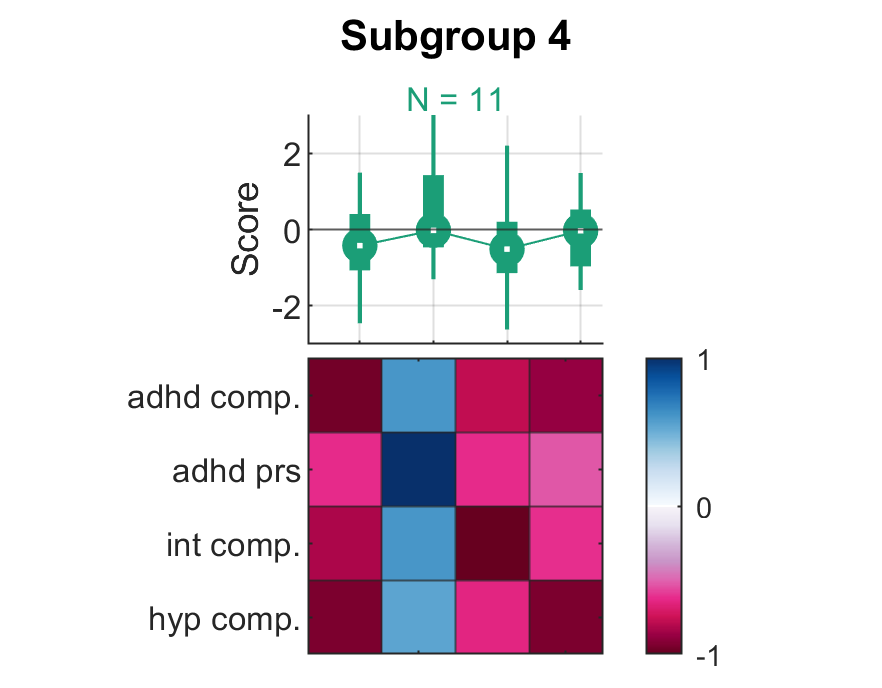 Subgroup 4
N = 11
Score
2
0
-2
adhd comp.
adhd prs
int comp.
hyp comp.
1
0
-1